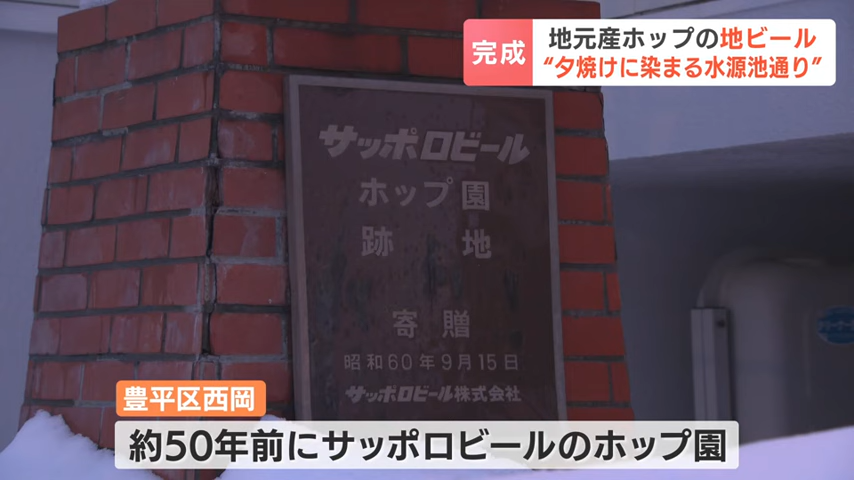 完成
地元産ホップの地ビール
“夕焼けに染まる水源池通り”
サッポロビール
ホップ園
跡地
寄贈
昭和60年9月15日
サッポロビール株式会社
豊平区西岡
約50年前にサッポロビールのホップ園